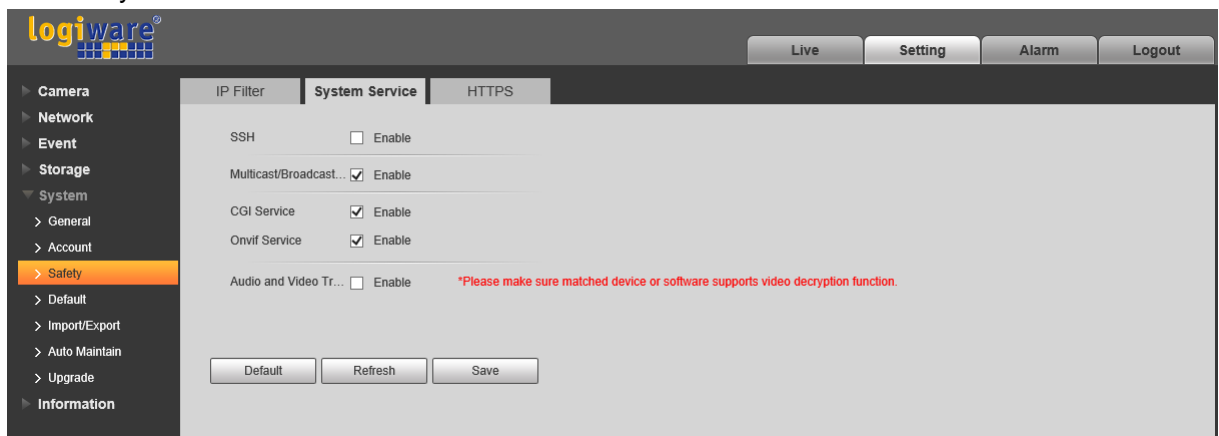 logiware®
Live Setting Alarm Logout
Camera
Network
Event
Storage
System
General
Account
Safety
Default
Import/Export
Auto Maintain
Upgrade
Information
IP Filter System Service HTTPS
SSH Enable
Multicast/Broadcast... Enable
CGI Service Enable
Onvif Service Enable
Audio and Video Tr... Enable *Please make sure matched device or software supports video decryption function.
Default Refresh Save